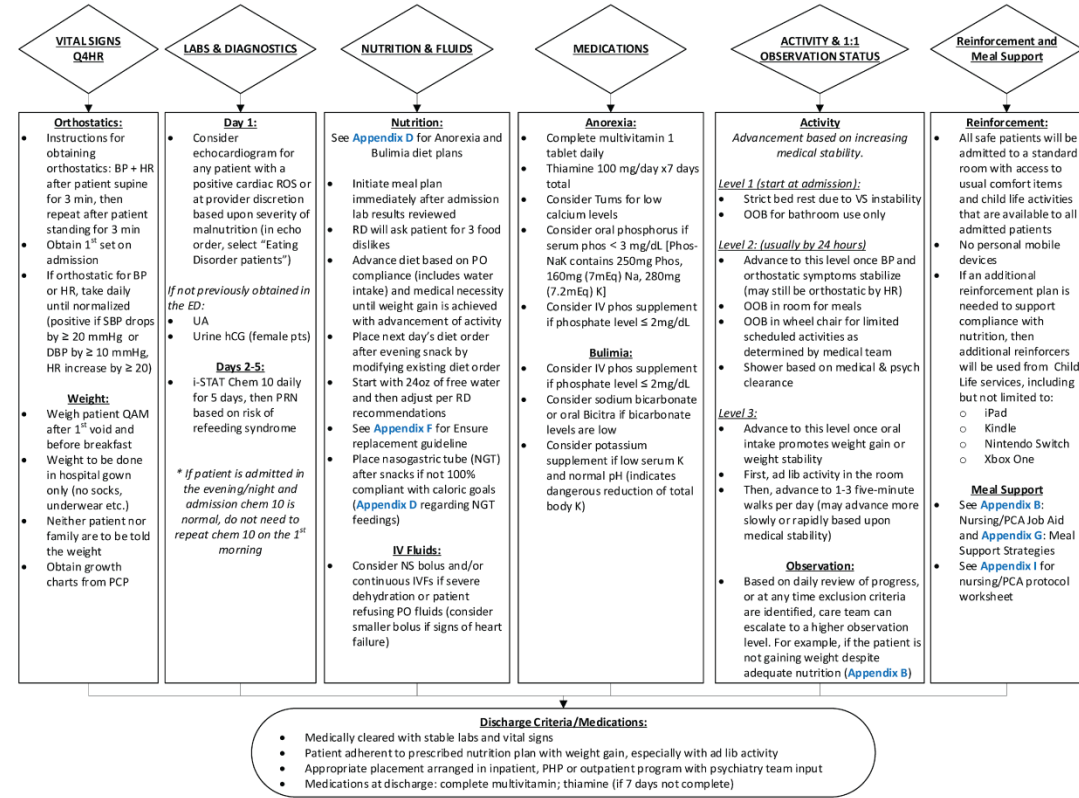 VITAL SIGNS
Q4HR
LABS & DIAGNOSTICS
NUTRITION & FLUIDS
MEDICATIONS
ACTIVITY & 1:1
OBSERVATION STATUS
Reinforcement and
Meal Support
Orthostatics:
• Instructions for
obtaining
orthostatics: BP + HR
after patient supine
for 3 min, then
repeat after patient
standing for 3 min
• Obtain 1st set on
admission
• If orthostatic for BP
or HR, take daily
until normalized
(positive if SBP drops
by ≥ 20 mmHg or
DBP by ≥ 10 mmHg,
HR increase by ≥ 20)
Weight:
• Weigh patient QAM
after 1st void and
before breakfast
• Weight to be done
in hospital gown
only (no socks,
underwear etc.)
• Neither patient nor
family are to be told
the weight
• Obtain growth
charts from PCP
Day 1:
• Consider
echocardiogram for
any patient with a
positive cardiac ROS or
at provider discretion
based upon severity of
malnutrition (in echo
order, select “Eating
Disorder patients”)
If not previously obtained in
the ED:
• UA
• Urine hCG (female pts)
Days 2-5:
• i-STAT Chem 10 daily
for 5 days, then PRN
based on risk of
refeeding syndrome
* If patient is admitted in
the evening/night and
admission chem 10 is
normal, do not need to
repeat chem 10 on the 1st
morning
Nutrition:
See Appendix D for Anorexia and
Bulimia diet plans
• Initiate meal plan
immediately after admission
lab results reviewed
• RD will ask patient for 3 food
dislikes
• Advance diet based on PO
compliance (includes water
intake) and medical necessity
until weight gain is achieved
with advancement of activity
• Place next day’s diet order
after evening snack by
modifying existing diet order
• Start with 24oz of free water
and then adjust per RD
recommendations
• See Appendix F for Ensure
replacement guideline
• Place nasogastric tube (NGT)
after snacks if not 100%
compliant with caloric goals
(Appendix D regarding NGT
feedings)
IV Fluids:
• Consider NS bolus and/or
continuous IVFs if severe
dehydration or patient
refusing PO fluids (consider
smaller bolus if signs of heart
failure)
Anorexia:
• Complete multivitamin 1
tablet daily
• Thiamine 100 mg/day x7 days
total
• Consider Tums for low
calcium levels
• Consider oral phosphorus if
serum phos < 3 mg/dL [Phos-
NaK contains 250mg Phos,
160mg (7mEq) Na, 280mg
(7.2mEq) K]
• Consider IV phos supplement
if phosphate level ≤ 2mg/dL
Bulimia:
• Consider IV phos supplement
if phosphate level ≤ 2mg/dL
• Consider sodium bicarbonate
or oral Bicitra if bicarbonate
levels are low
• Consider potassium
supplement if low serum K
and normal pH (indicates
dangerous reduction of total
body K)
Activity
Advancement based on increasing
medical stability.
Level 1 (start at admission):
• Strict bed rest due to VS instability
• OOB for bathroom use only
Level 2: (usually by 24 hours)
• Advance to this level once BP and
orthostatic symptoms stabilize
(may still be orthostatic by HR)
• OOB in room for meals
• OOB in wheel chair for limited
scheduled activities as
determined by medical team
• Shower based on medical & psych
clearance
Level 3:
• Advance to this level once oral
intake promotes weight gain or
weight stability
• First, ad lib activity in the room
• Then, advance to 1-3 five-minute
walks per day (may advance more
slowly or rapidly based upon
medical stability)
Observation:
• Based on daily review of progress,
or at any time exclusion criteria
are identified, care team can
escalate to a higher observation
level. For example, if the patient is
not gaining weight despite
adequate nutrition (Appendix B)
Reinforcement:
• All safe patients will be
admitted to a standard
room with access to
usual comfort items
and child life activities
that are available to all
admitted patients
• No personal mobile
devices
• If an additional
reinforcement plan is
needed to support
compliance with
nutrition, then
additional reinforcers
will be used from Child
Life services, including
but not limited to:
o iPad
o Kindle
o Nintendo Switch
o Xbox One
Meal Support
• See Appendix B:
Nursing/PCA Job Aid
and Appendix G: Meal
Support Strategies
• See Appendix I for
nursing/PCA protocol
worksheet
Discharge Criteria/Medications:
• Medically cleared with stable labs and vital signs
• Patient adherent to prescribed nutrition plan with weight gain, especially with ad lib activity
• Appropriate placement arranged in inpatient, PHP or outpatient program with psychiatry team input
• Medications at discharge: complete multivitamin; thiamine (if 7 days not complete)